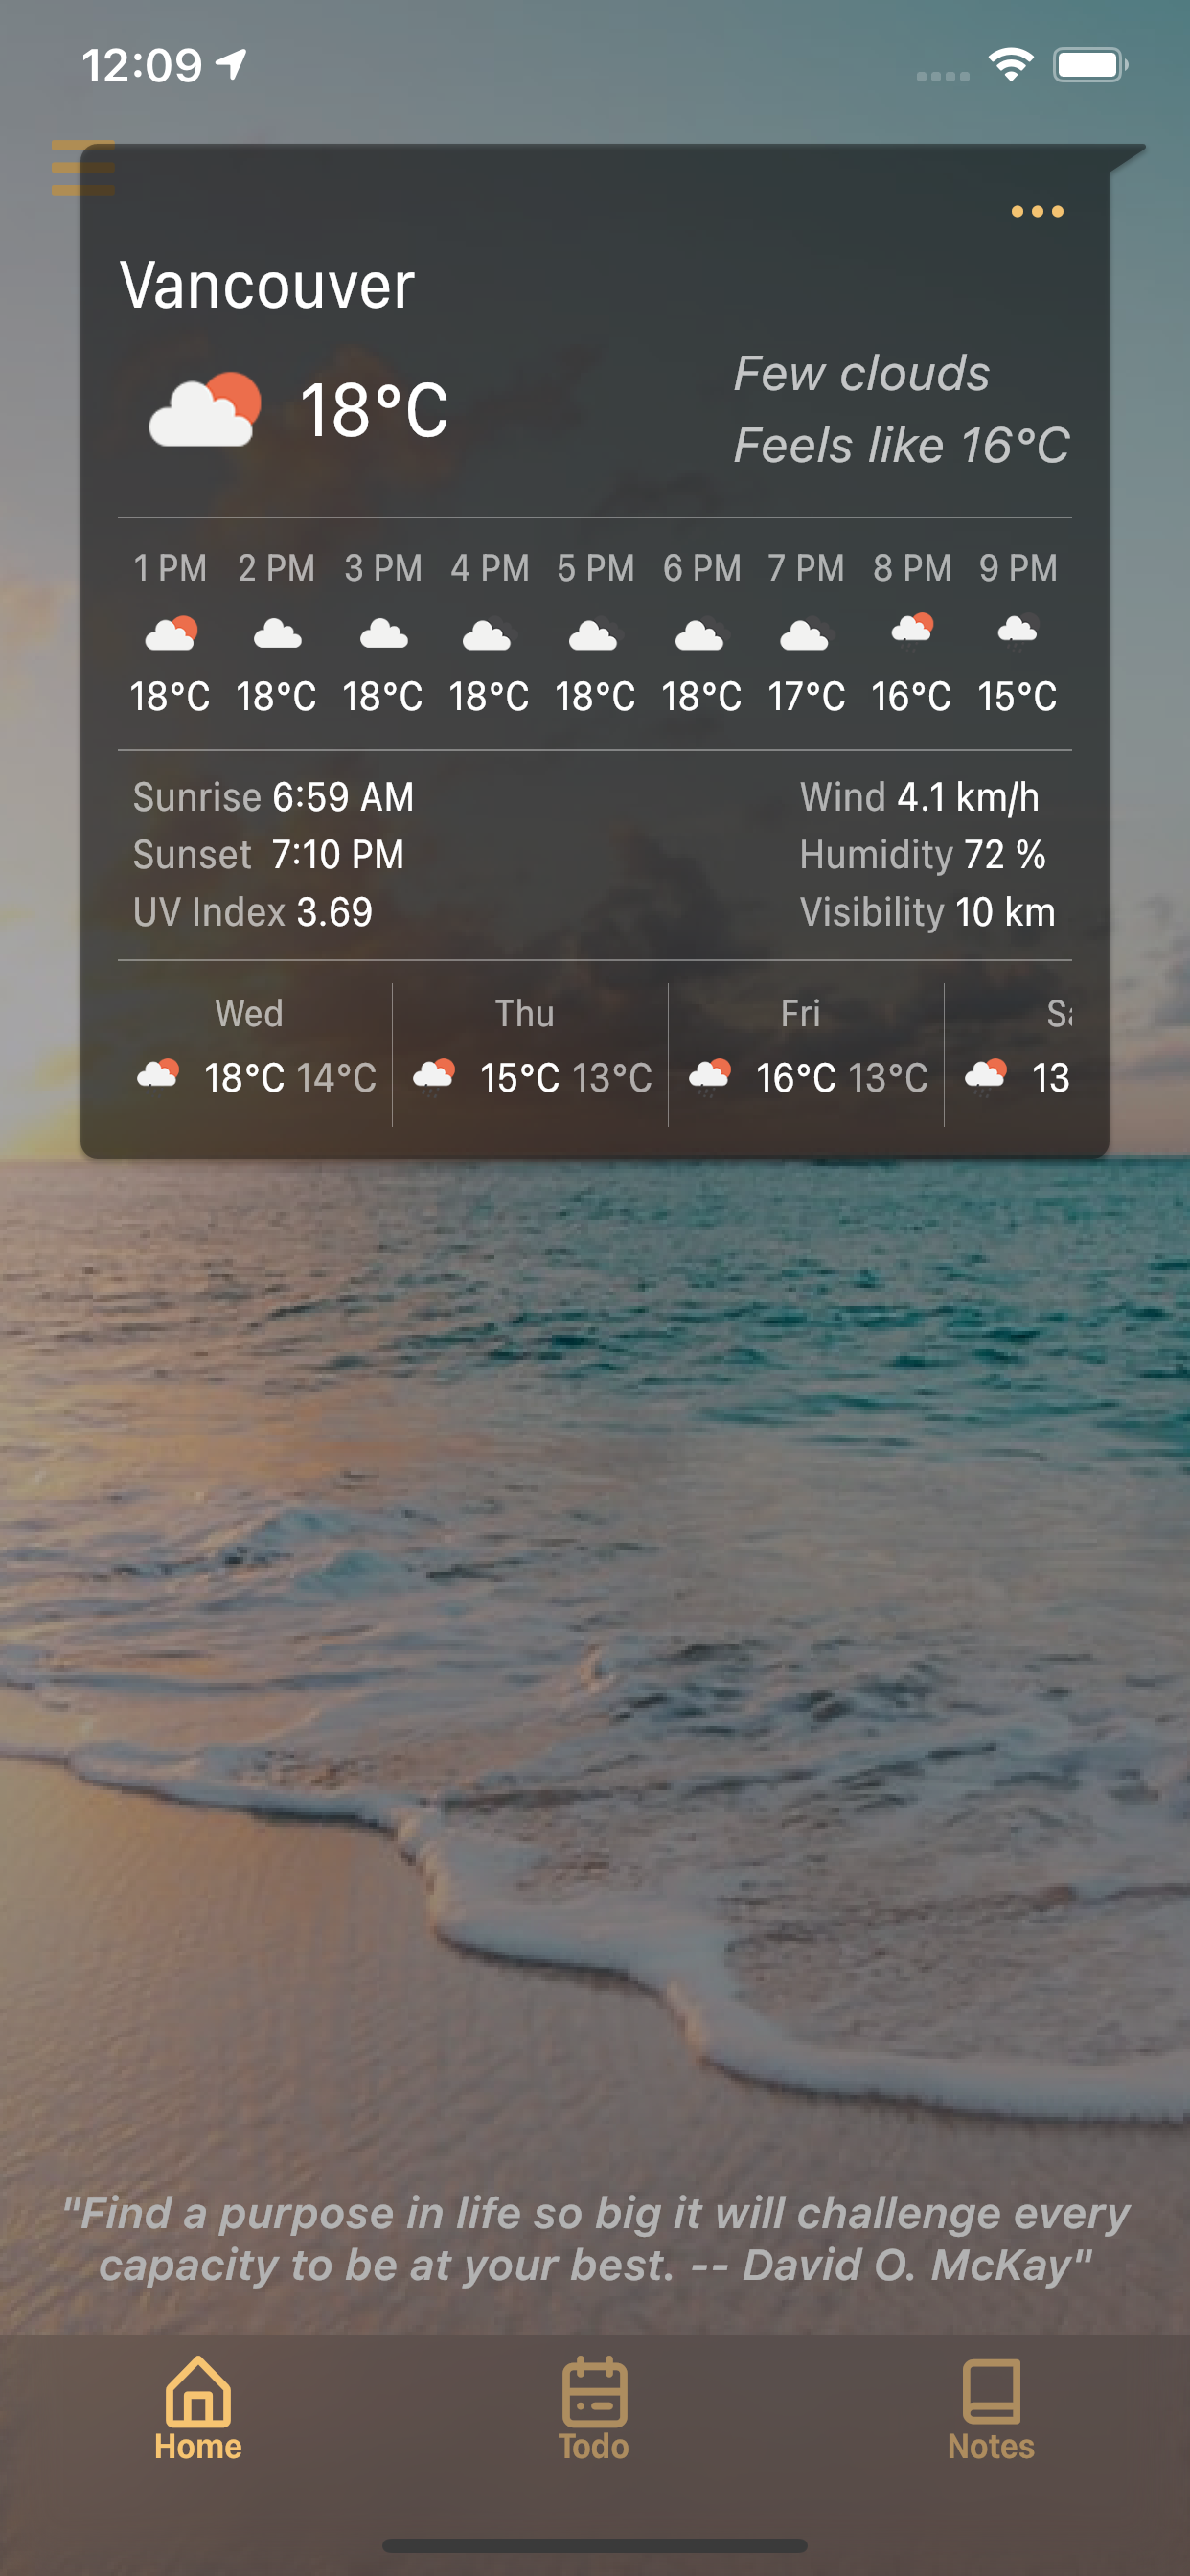 12:09
Vancouver
18°C
Few clouds
Feels like 16°C
1 PM 2 PM 3 PM 4 PM 5 PM 6 PM 7 PM 8 PM 9 PM
18°C 18°C 18°C 18°C 18°C 18°C 17°C 16°C 15°C
Sunrise 6:59 AM
Sunset 7:10 PM
UV Index 3.69
Wind 4.1 km/h
Humidity 72 %
Visibility 10 km
Wed Thu Fri
18°C 14°C 15°C 13°C 16°C 13°C 13
"Find a purpose in life so big it will challenge every
capacity to be at your best. -- David O. McKay"
Home Todo Notes